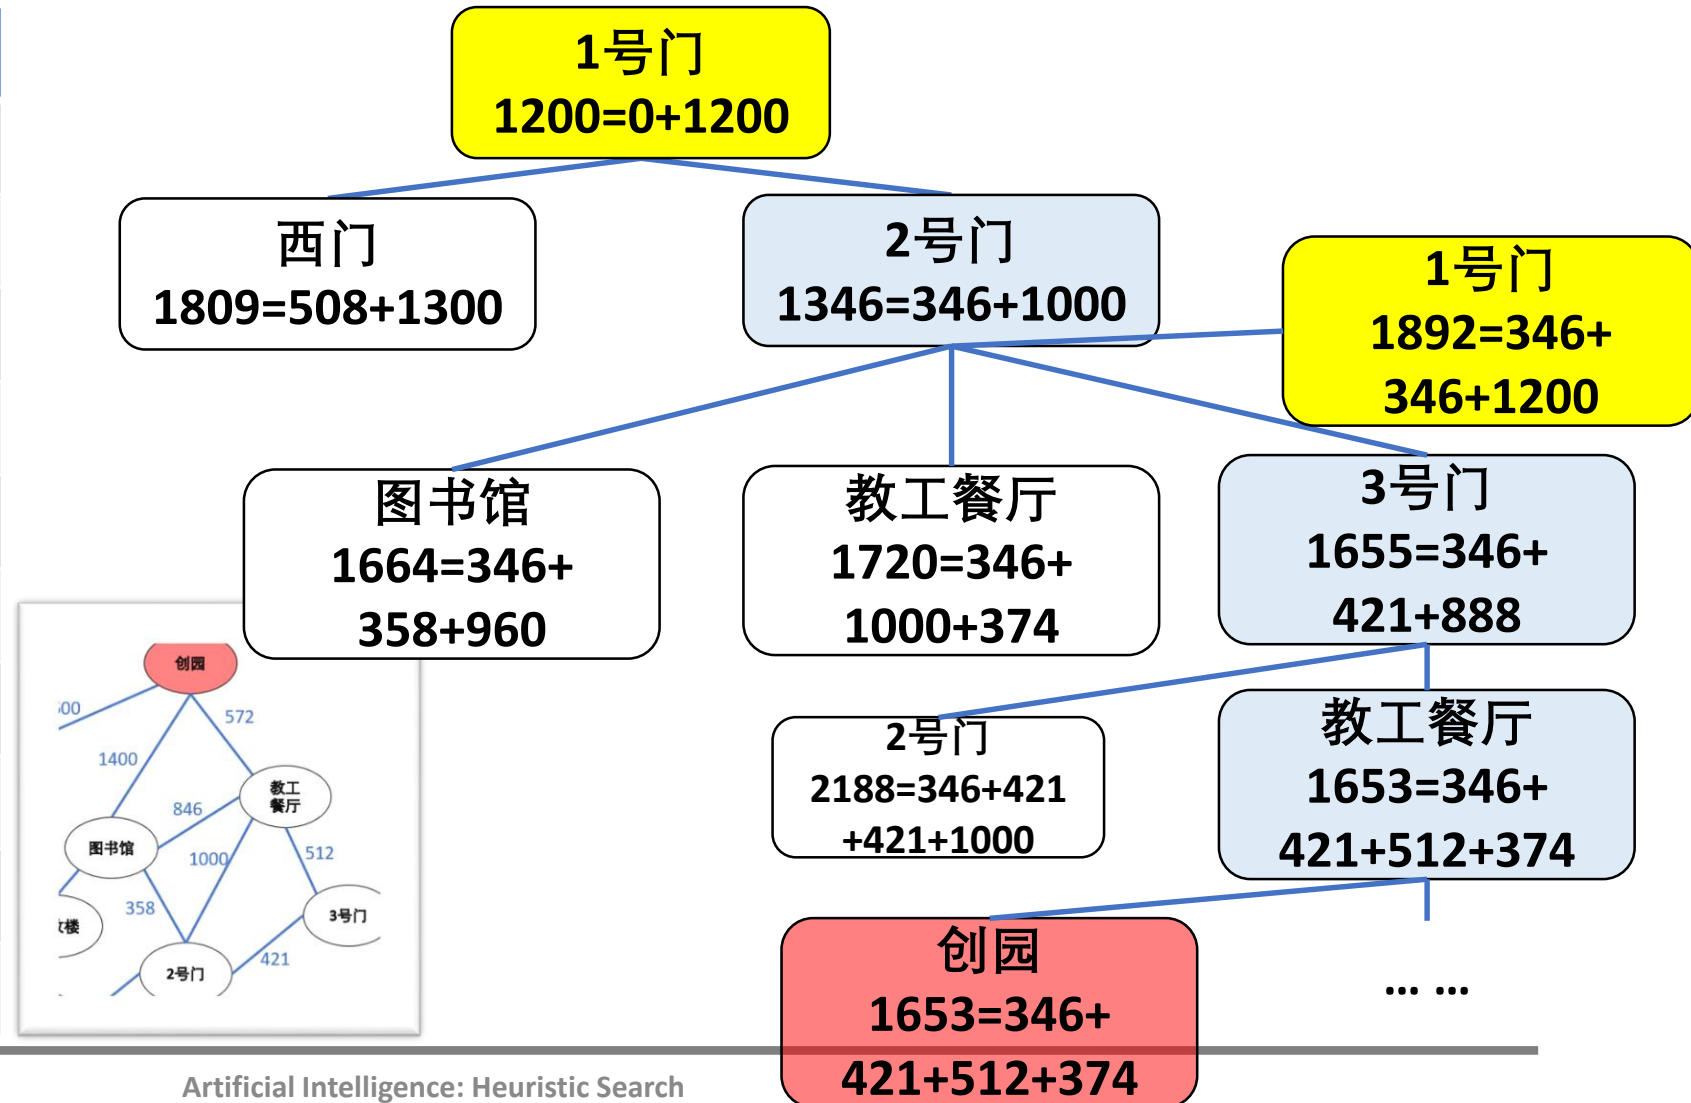 1号门
1200=0+1200
西门
1809=508+1300
2号门
1346=346+1000
1号门
1892=346+
346+1200
图书馆
1664=346+
358+960
教工餐厅
1720=346+
1000+374
3号门
1655=346+
421+888
2号门
2188=346+421
+421+1000
教工餐厅
1653=346+
421+512+374
创园
1653=346+
421+512+374
... ...
创园
572
1400
教工
餐厅
846
图书馆
1000
512
358
3号门
楼
2号门
421
Artificial Intelligence: Heuristic Search